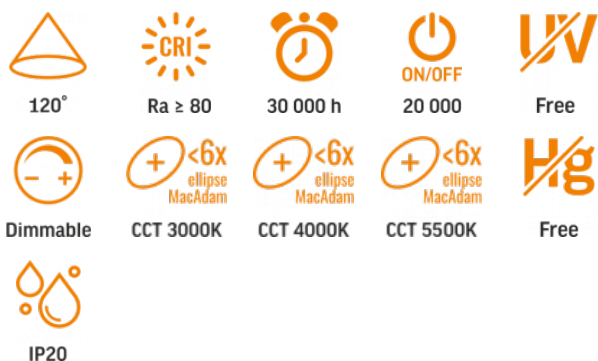 CRI
ON/OFF
UV
120°
Ra ≥ 80
30 000 h
20 000
Free
- +
+ <6x
ellipse
MacAdam
+ <6x
ellipse
MacAdam
+ <6x
ellipse
MacAdam
Hg
Dimmable
CCT 3000K
CCT 4000K
CCT 5500K
Free
IP20